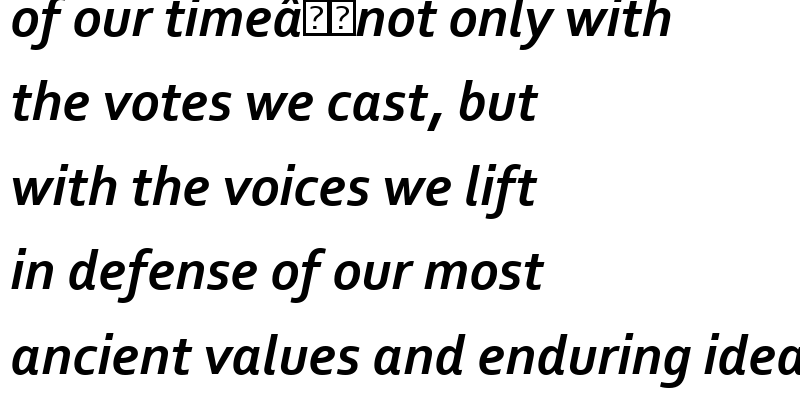 of our timeâ��not only with
the votes we cast, but
with the voices we lift
in defense of our most
ancient values and enduring idea